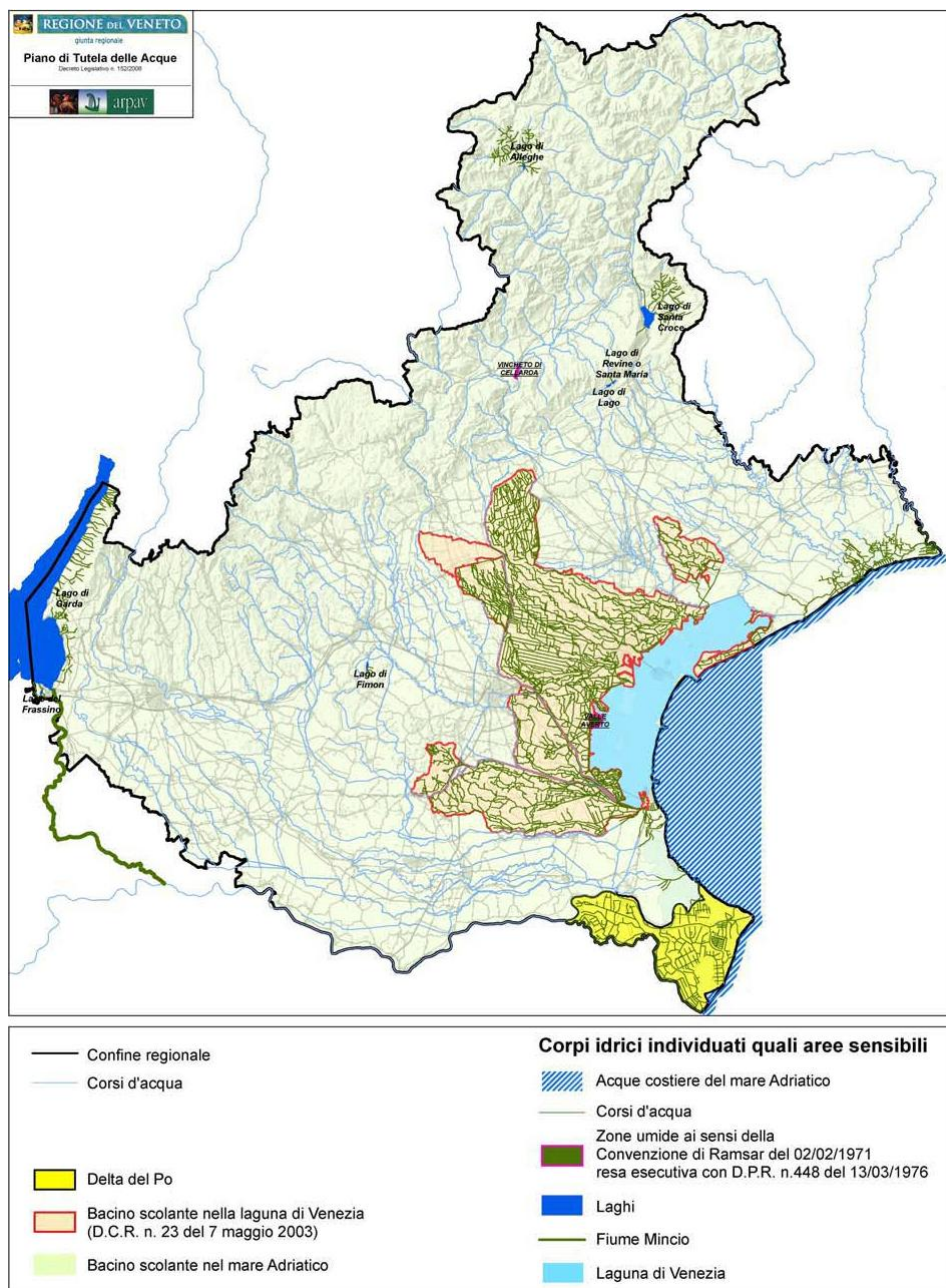 REGIONE DEL VENETO
giunta regionale
Piano di Tutela delle Acque
Decreto Legislativo n. 152/2006
arpav
Lago di
Alleghe
Lago di
Santa
Croce
Lago di
Revine o
Santa Maria
VINCHETO DI
CELLARDA
Lago di
Lago
Lago di
Garda
Lago di
Fimon
Lago del
Frassino
VALLE
AVERTO
Confine regionale
Corsi d'acqua
Delta del Po
Bacino scolante nella laguna di Venezia
(D.C.R. n. 23 del 7 maggio 2003)
Bacino scolante nel mare Adriatico
Corpi idrici individuati quali aree sensibili
Acque costiere del mare Adriatico
Corsi d'acqua
Zone umide ai sensi della
Convenzione di Ramsar del 02/02/1971
resa esecutiva con D.P.R. n.448 del 13/03/1976
Laghi
Fiume Mincio
Laguna di Venezia